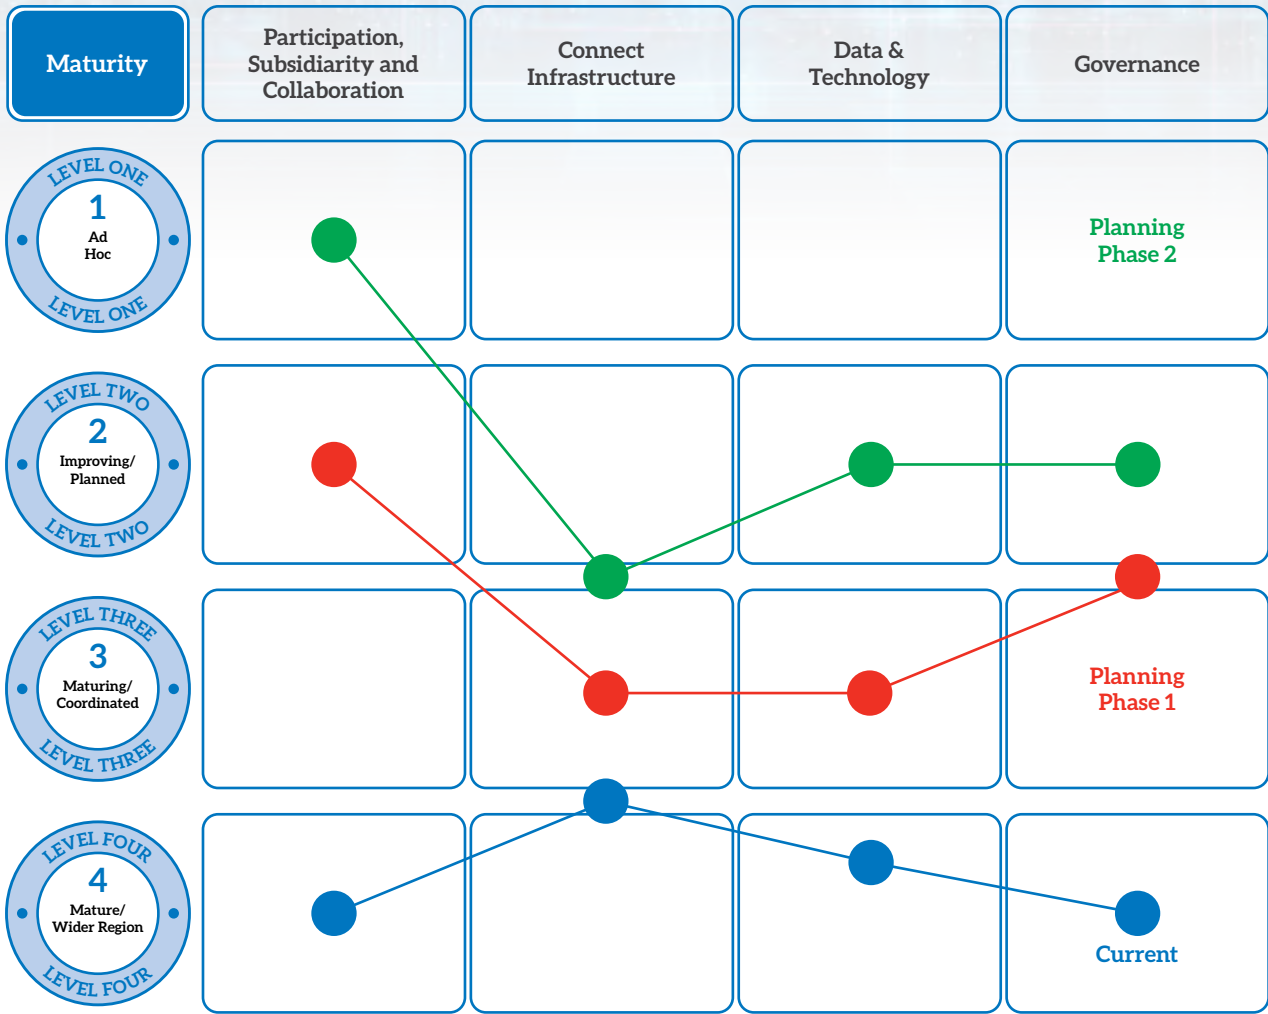 Maturity
Participation,
Subsidiarity and
Collaboration
Connect
Infrastructure
Data &
Technology
Governance
LEVEL ONE
1
Ad
Hoc
LEVEL ONE
Planning
Phase 2
LEVEL TWO
2
Improving/
Planned
LEVEL TWO
LEVEL THREE
3
Maturing/
Coordinated
LEVEL THREE
Planning
Phase 1
LEVEL FOUR
4
Mature/
Wider Region
LEVEL FOUR
Current